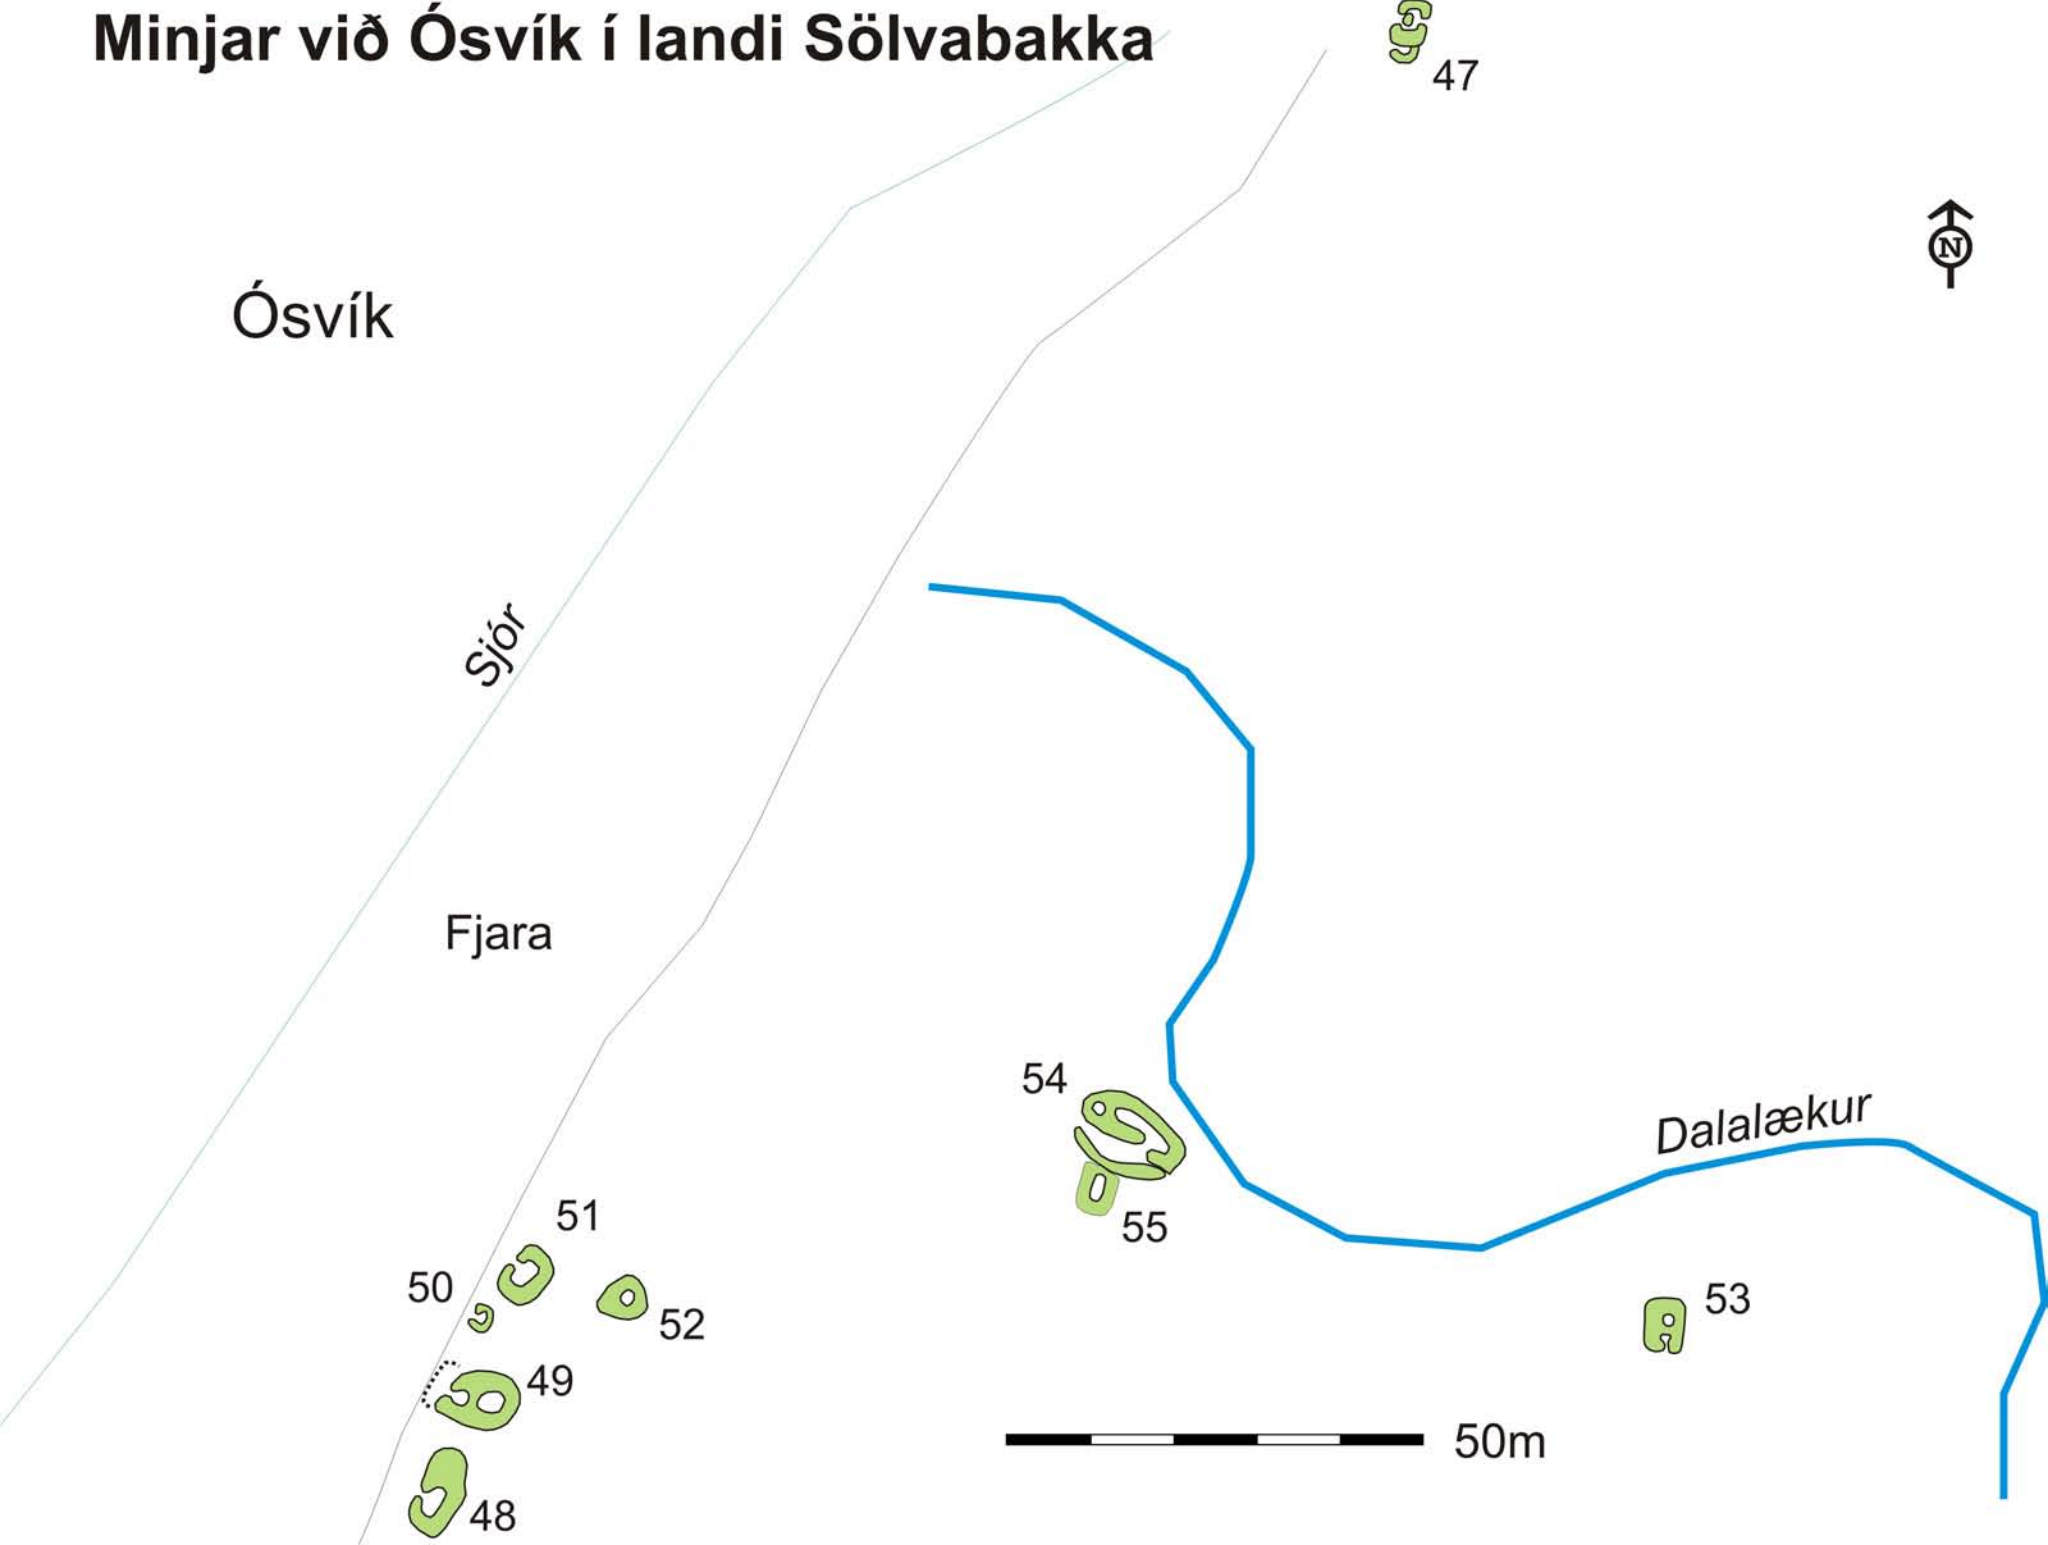 Minjar við Ósvík í landi Sölvabakka
47
N
Ósvík
Sjór
Fjara
54
Dalalækur
51
55
50
53
52
49
50m
48